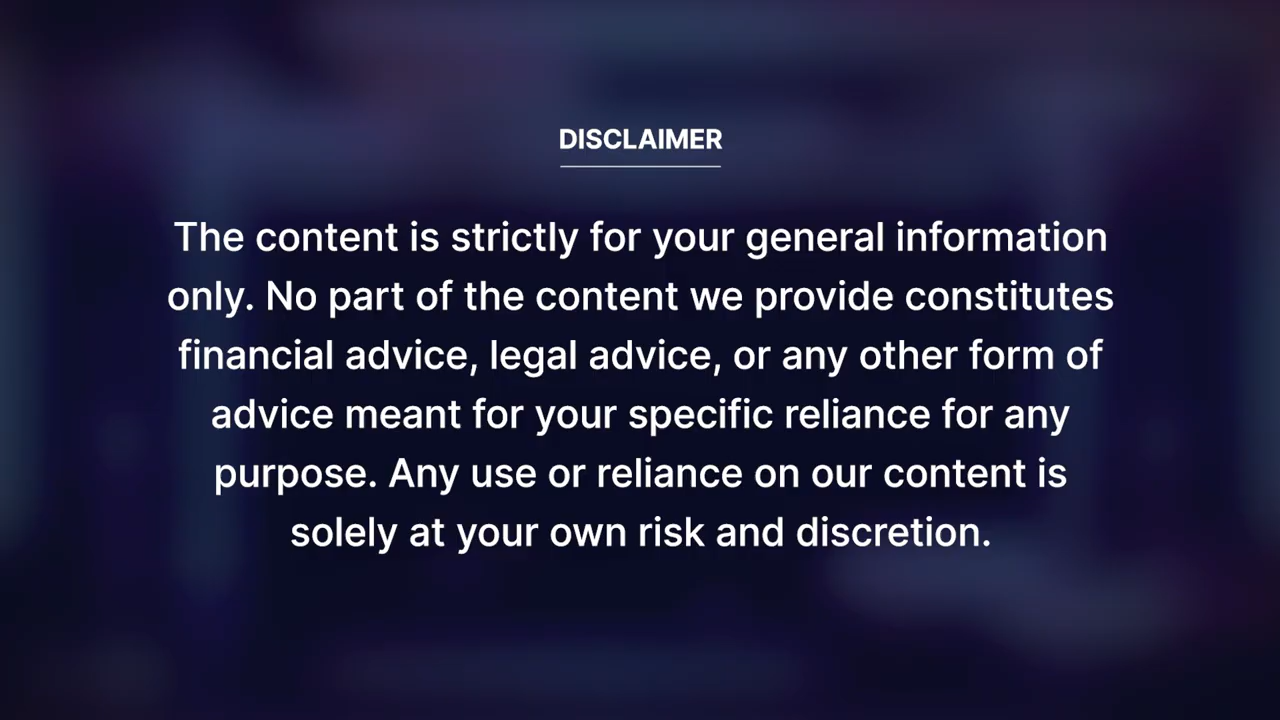 DISCLAIMER
The content is strictly for your general information
only. No part of the content we provide constitutes
financial advice, legal advice, or any other form of
advice meant for your specific reliance for any
purpose. Any use or reliance on our content is
solely at your own risk and discretion.